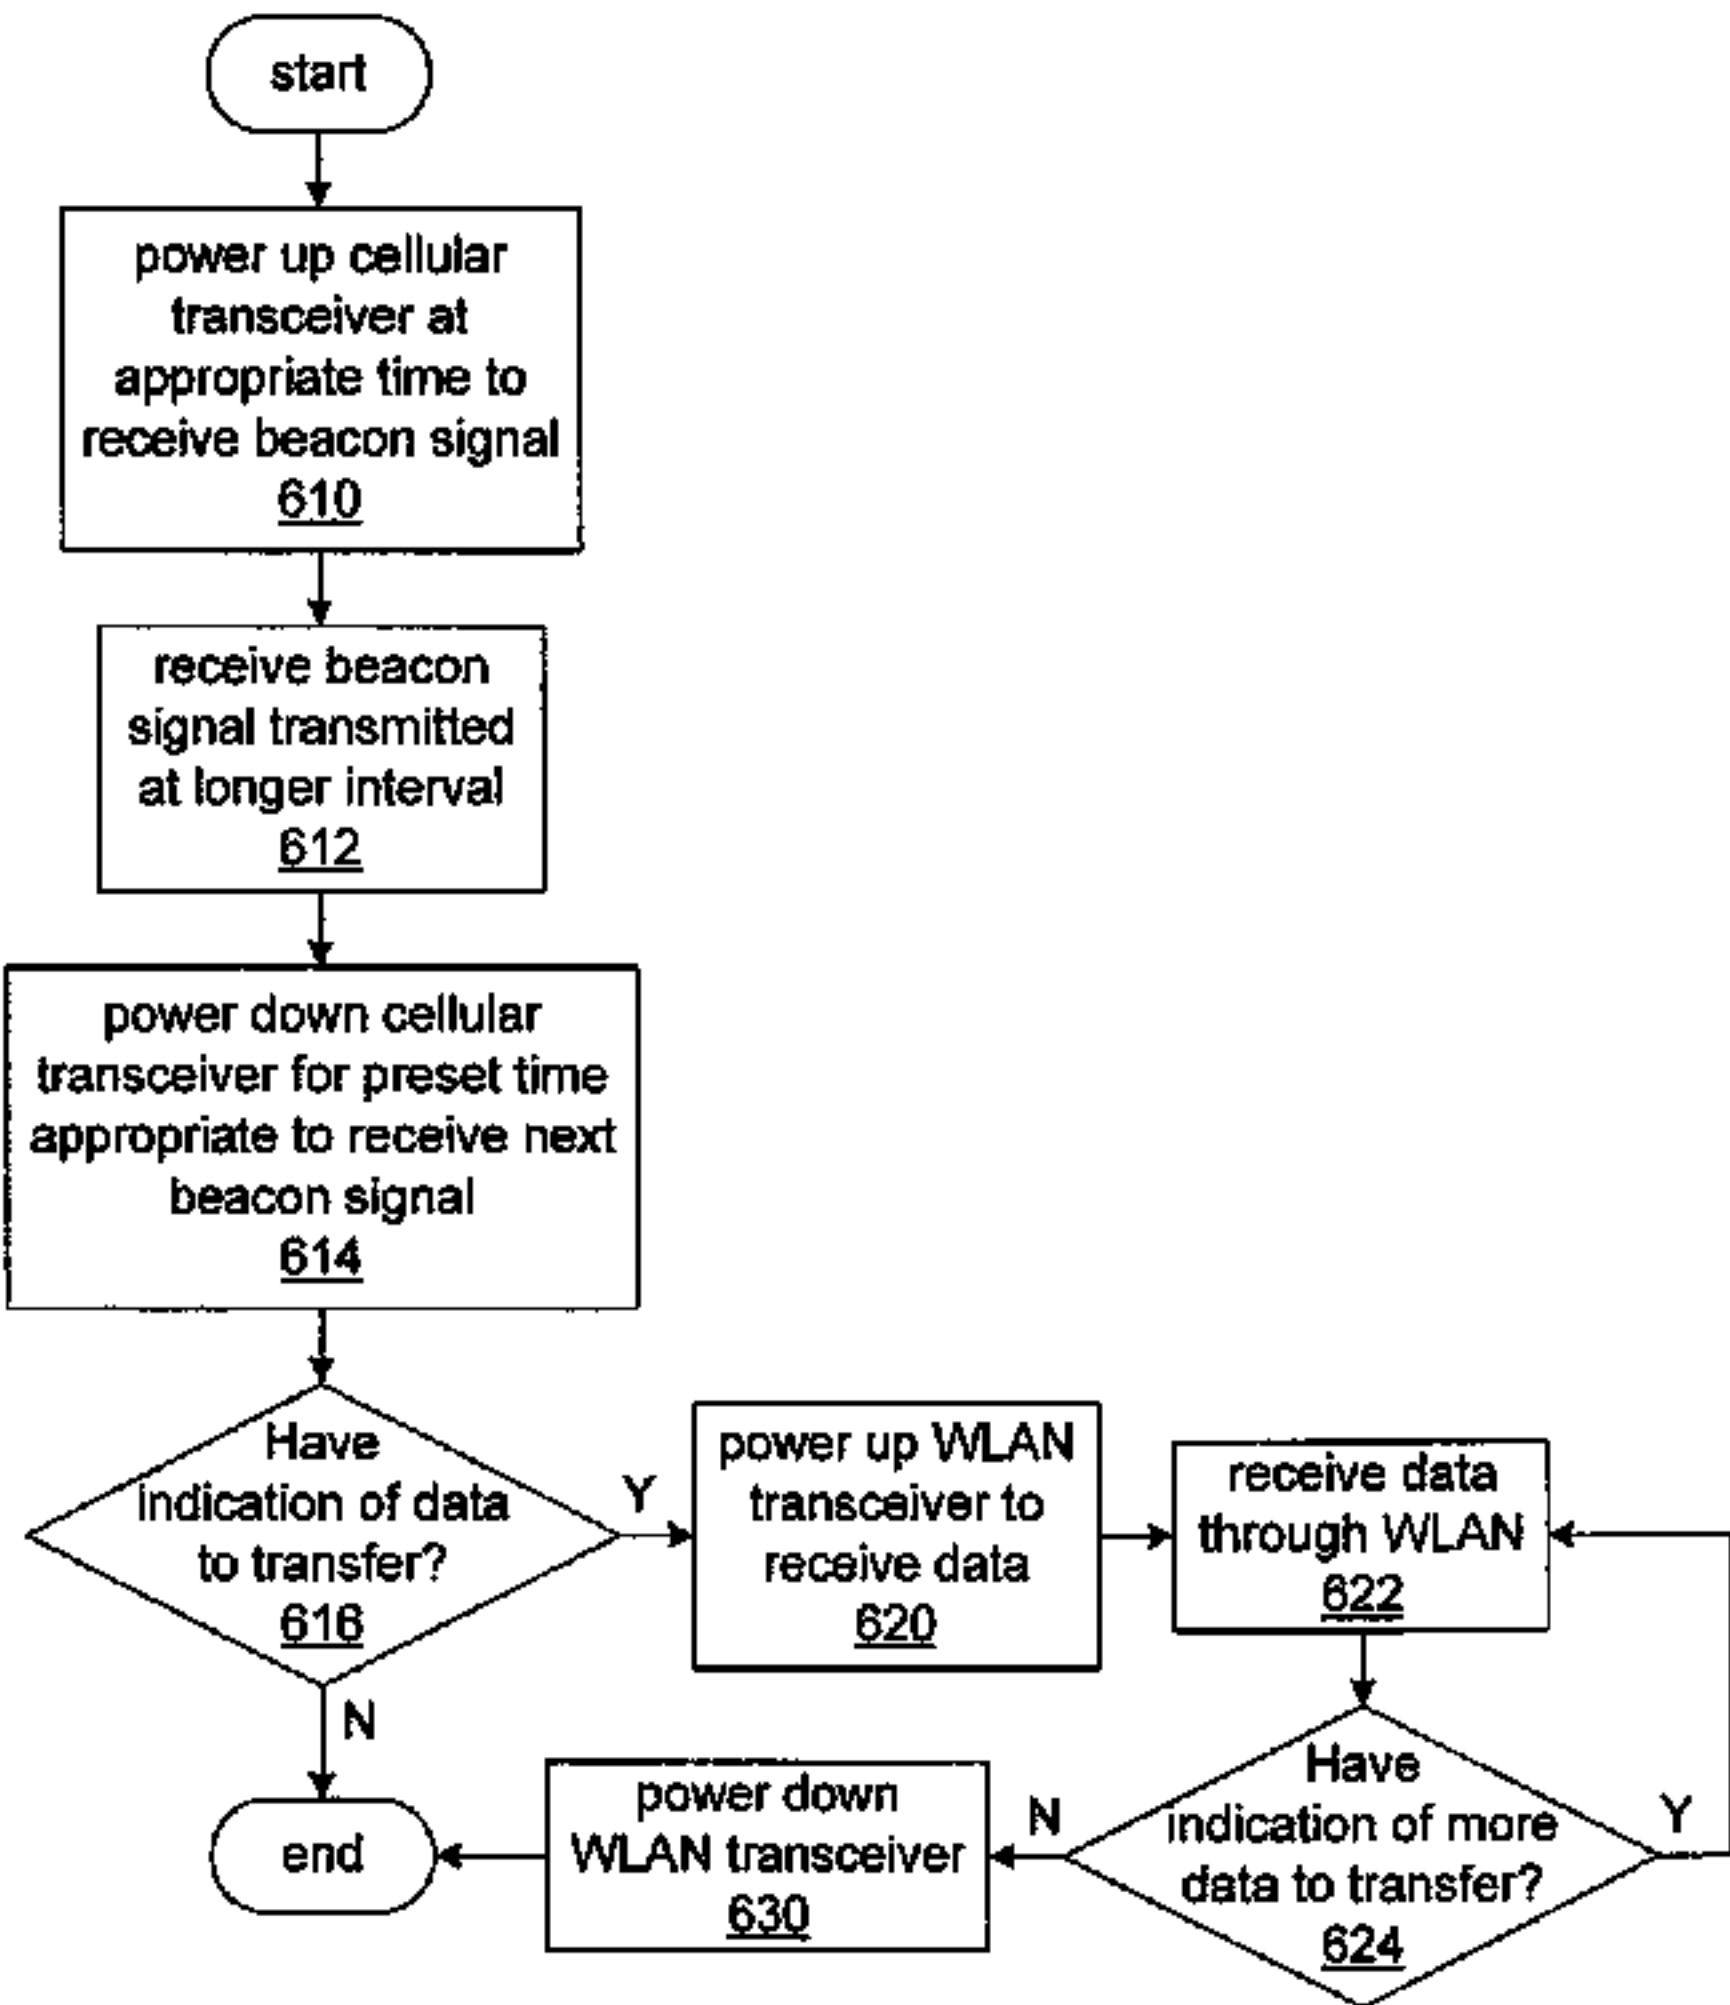 start
power up cellular
transceiver at
appropriate time to
receive beacon signal
610
receive beacon
signal transmitted
at longer interval
612
power down cellular
transceiver for preset time
appropriate to receive next
beacon signal
614
Have
indication of data
to transfer?
616
Y
N
power up WLAN
transceiver to
receive data
620
receive data
through WLAN
622
Have
indication of more
data to transfer?
624
Y
N
power down
WLAN transceiver
630
end